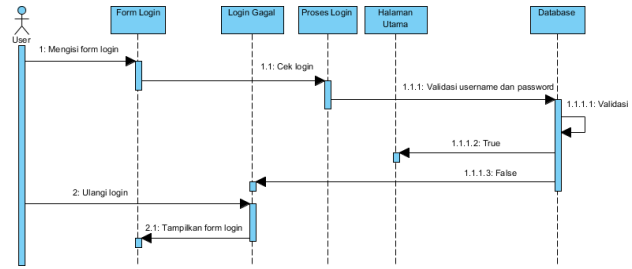 Form Login
Login Gagal
Proses Login
Halaman
Utama
Database
User
1: Mengisi form login
1.1: Cek login
1.1.1: Validasi username dan password
1.1.1.1: Validasi
1.1.1.2: True
1.1.1.3: False
2: Ulangi login
2.1: Tampilkan form login